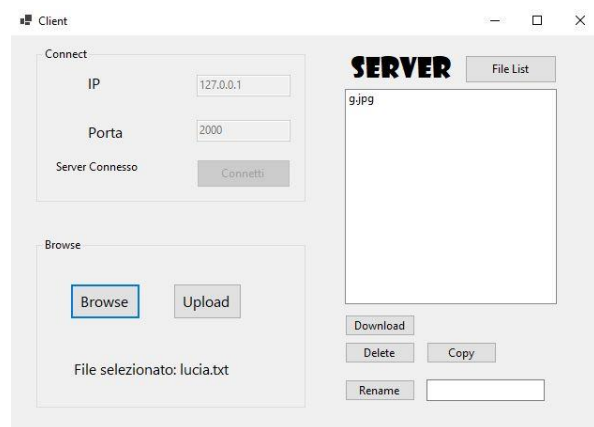 Client
Connect
IP
127.0.0.1
Porta
2000
Server Connesso
Connetti
Browse
Browse
Upload
File selezionato: lucia.txt
SERVER
File List
g.jpg
Download
Delete
Copy
Rename